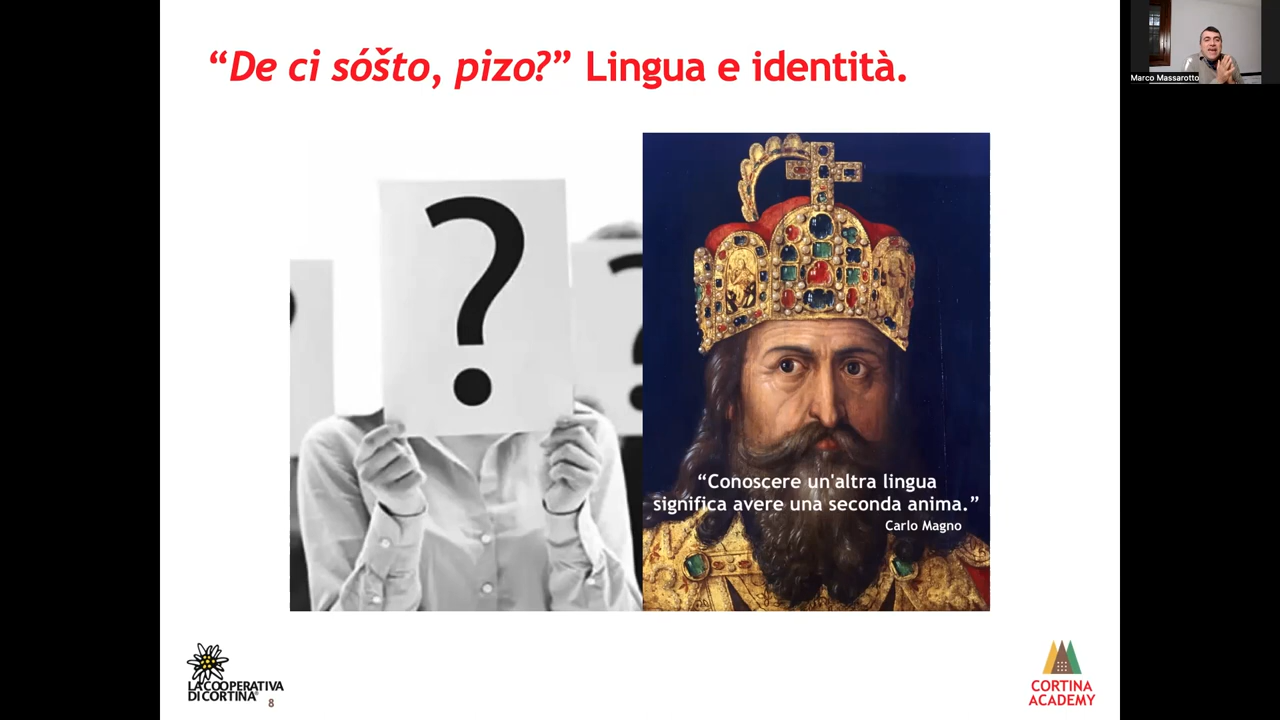 “De ci sóšto, pizo?” Lingua e identità.
Marco Massarotto
?
?
“Conoscere un'altra lingua
significa avere una seconda anima.”
Carlo Magno
LA COOPERATIVA
DI CORTINA®
8
CORTINA
ACADEMY